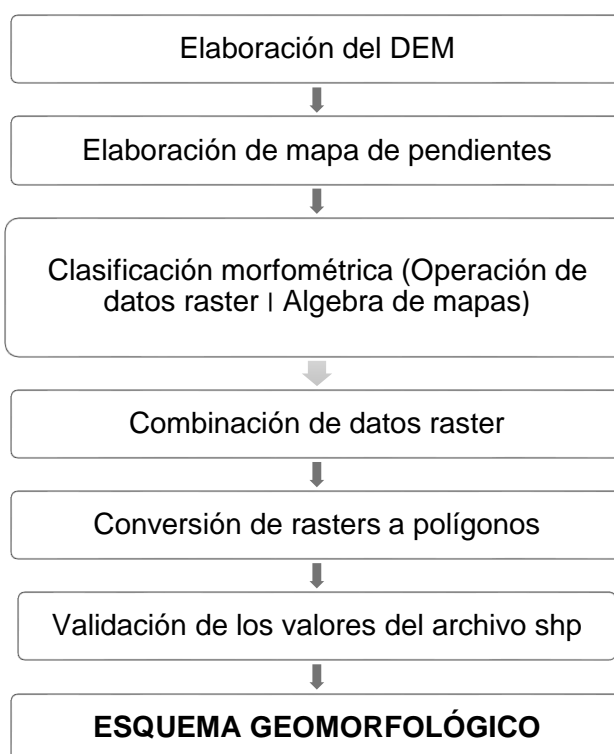 Elaboración del DEM
Elaboración de mapa de pendientes
Clasificación morfométrica (Operación de
datos raster | Algebra de mapas)
Combinación de datos raster
Conversión de rasters a polígonos
Validación de los valores del archivo shp
ESQUEMA GEOMORFOLÓGICO